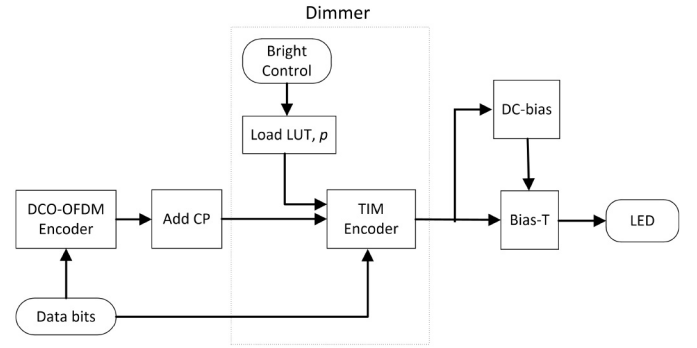 Dimmer
Bright
Control
Load LUT, p
DC-bias
DCO-OFDM
Encoder
Add CP
TIM
Encoder
Bias-T
LED
Data bits